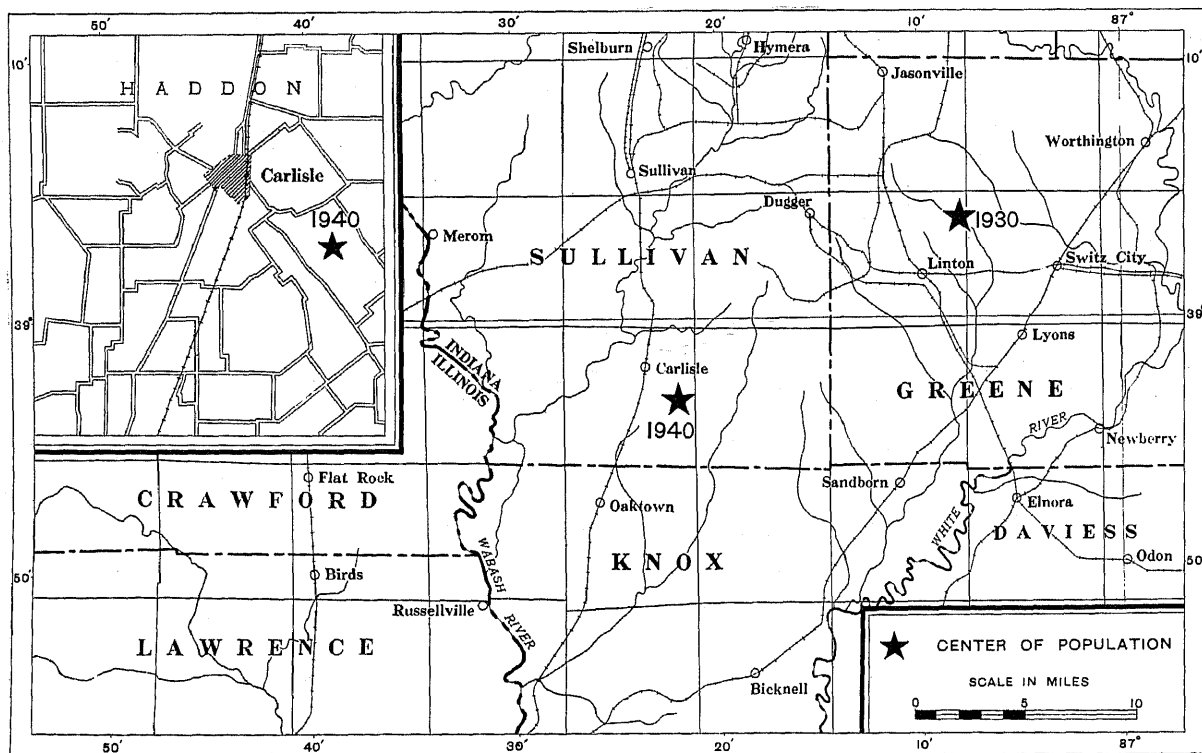 50′ 40′ 30′ 20′ 10′ 87°
10′
HADDON
Carlisle
1940
Shelburn
Hymera
Jasonville
Worthington
Sullivan
Dugger
1930
Merom
SULLIVAN
Linton
Switz City
39°
39°
Lyons
INDIANA
ILLINOIS
Carlisle
1940
GREENE
RIVER
Newberry
Flat Rock
CRAWFORD
Oaktown
Sandborn
Elnora
WHITE
DAVIESS
WABASH
KNOX
Odon
50′
50′
Birds
Russellville
RIVER
LAWRENCE
Bicknell
CENTER OF POPULATION
SCALE IN MILES
0 5 10
50′ 40′ 30′ 20′ 10′ 87°